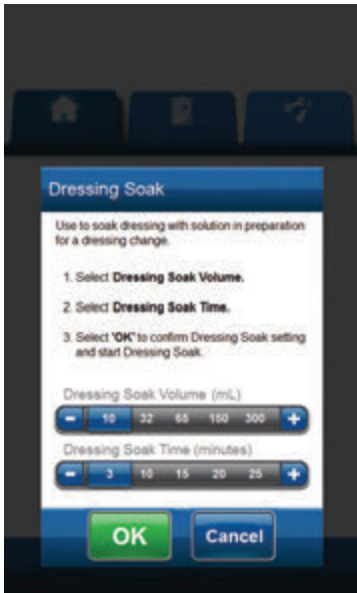 Dressing Soak
Use to soak dressing with solution in preparation
for a dressing change.
1. Select Dressing Soak Volume.
2. Select Dressing Soak Time.
3. Select 'OK' to confirm Dressing Soak setting
and start Dressing Soak.
Dressing Soak Volume (mL)
- 10 32 65 150 300 +
Dressing Soak Time (minutes)
- 3 10 15 20 25 +
OK Cancel